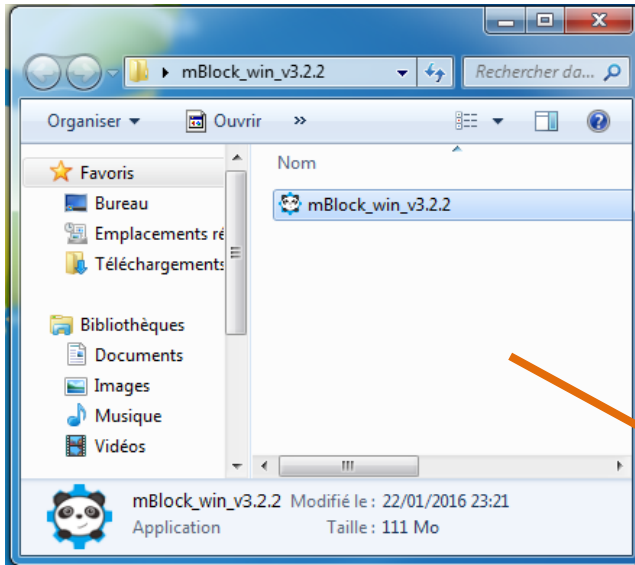 mBlock_win_v3.2.2
Rechercher da...
Organiser
Ouvrir
»
Favoris
Bureau
Emplacements ré
Téléchargements
Bibliothèques
Documents
Images
Musique
Vidéos
Nom
mBlock_win_v3.2.2
mBlock_win_v3.2.2 Modifié le : 22/01/2016 23:21
Application Taille : 111 Mo